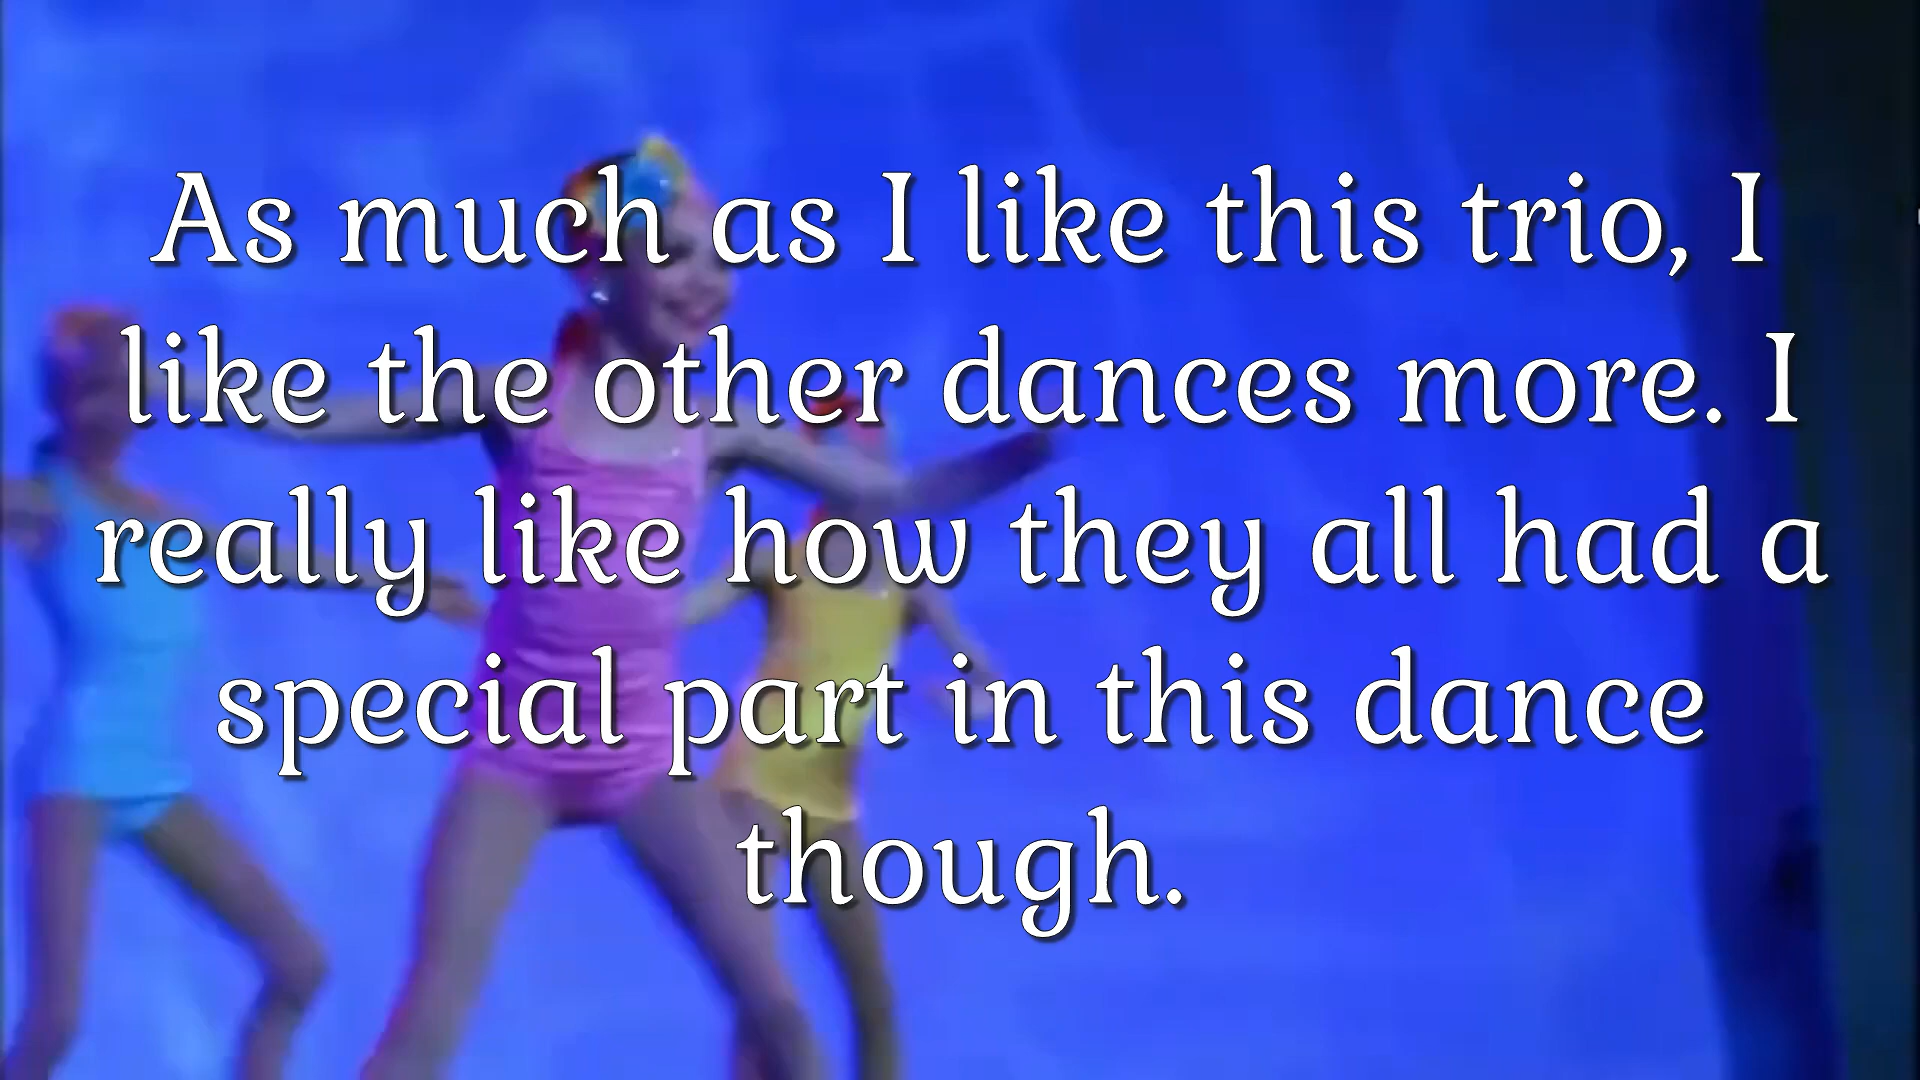 As much as I like this trio, I
like the other dances more. I
really like how they all had a
special part in this dance
though.